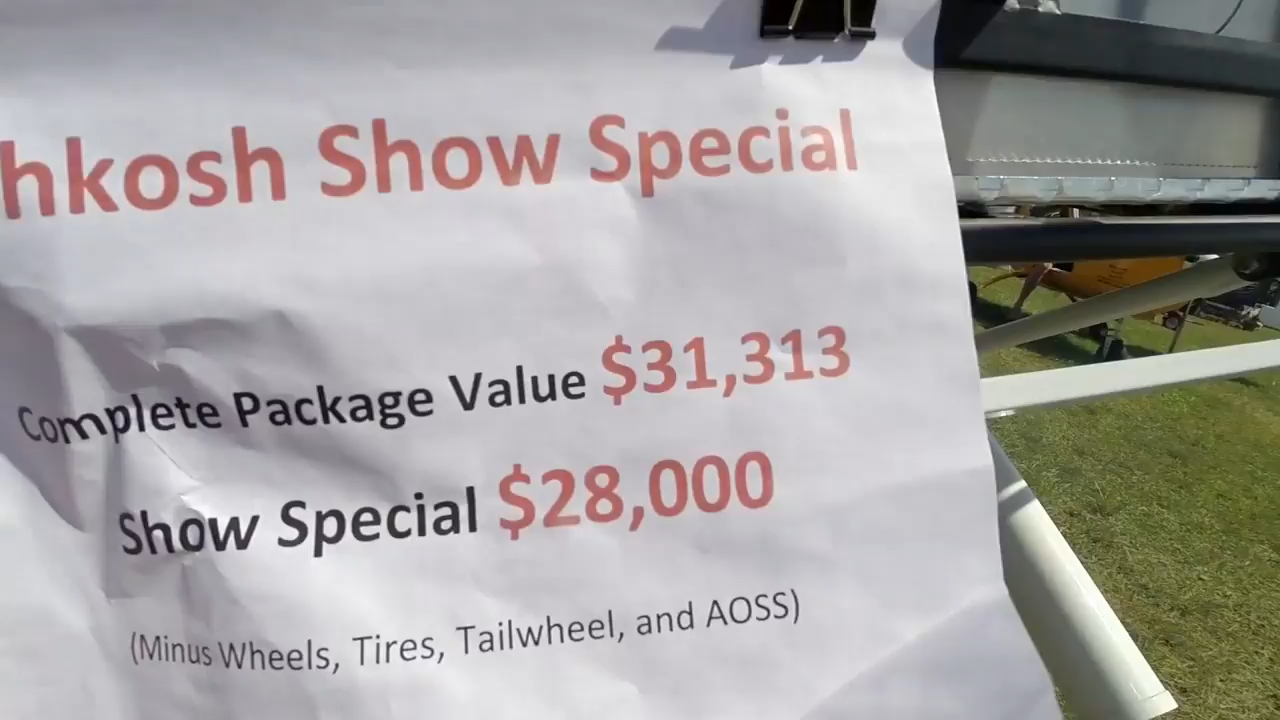 hkosh Show Special
Complete Package Value $31,313
Show Special $28,000
(Minus Wheels, Tires, Tailwheel, and AOSS)